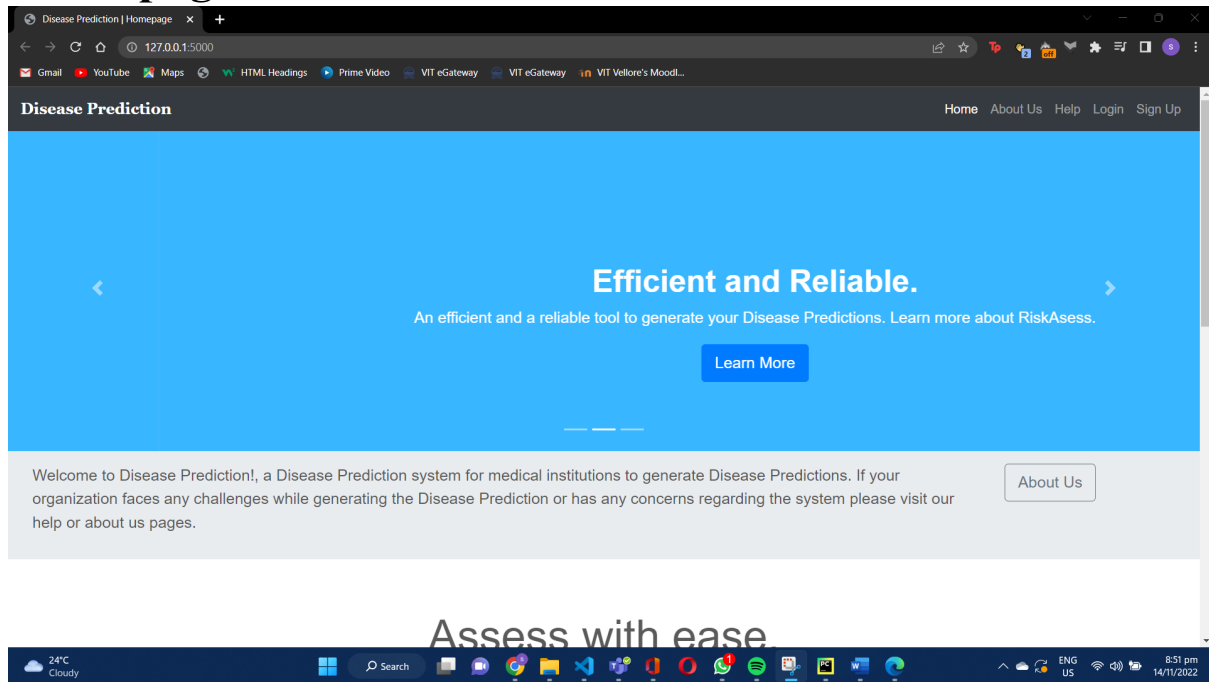 Disease Prediction | Homepage
127.0.0.1:5000
Tp 2 off S
Gmail YouTube Maps HTML Headings Prime Video VIT eGateway VIT eGateway VIT Vellore's Moodl...
Disease Prediction Home About Us Help Login Sign Up
Efficient and Reliable.
An efficient and a reliable tool to generate your Disease Predictions. Learn more about RiskAsess.
Learn More
Welcome to Disease Prediction!, a Disease Prediction system for medical institutions to generate Disease Predictions. If your
organization faces any challenges while generating the Disease Prediction or has any concerns regarding the system please visit our
help or about us pages.
About Us
Assess with ease.
24°C
Cloudy
Search
ENG
US
8:51 pm
14/11/2022